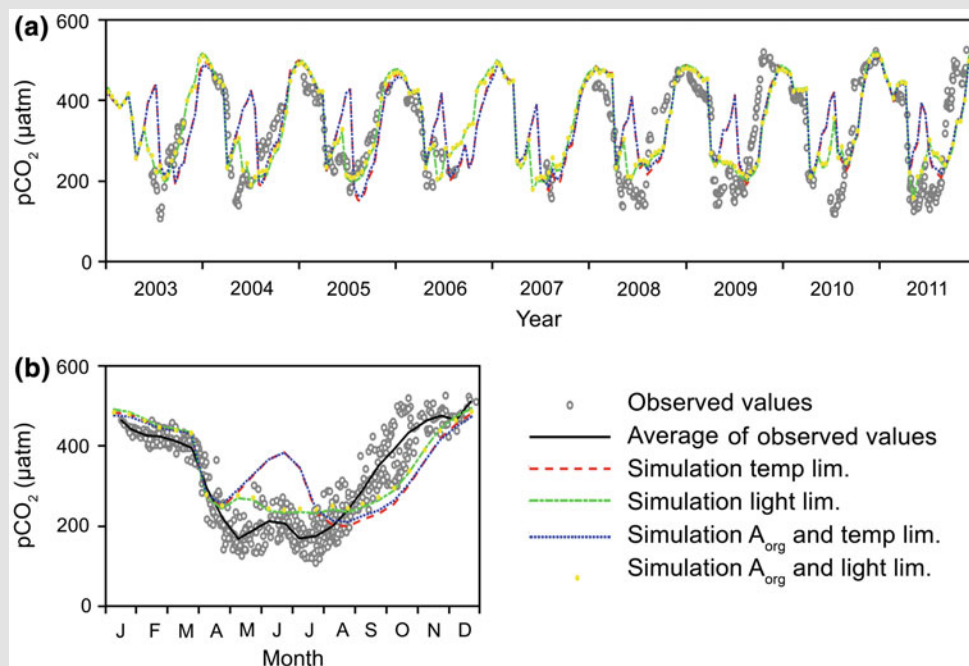 (a)
600
400
200
0
pCO₂ (µatm)
2003 2004 2005 2006 2007 2008 2009 2010 2011
Year
(b)
600
400
200
0
pCO₂ (µatm)
J F M A M J J A S O N D
Month
Observed values
Average of observed values
Simulation temp lim.
Simulation light lim.
Simulation A_org and temp lim.
Simulation A_org and light lim.